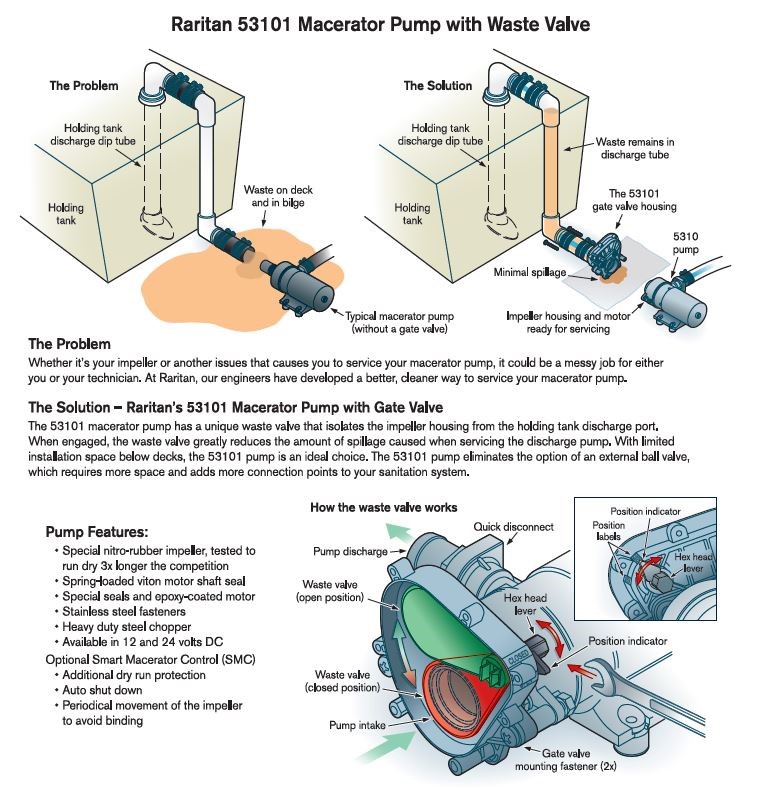 Raritan 53101 Macerator Pump with Waste Valve
The Problem
Holding tank
discharge dip tube
Holding
tank
Waste on deck
and in bilge
Typical macerator pump
(without a gate valve)
The Solution
Holding tank
discharge dip tube
Holding
tank
Waste remains in
discharge tube
The 53101
gate valve housing
5310
pump
Minimal spillage
Impeller housing and motor
ready for servicing
The Problem
Whether it's your impeller or another issues that causes you to service your macerator pump, it could be a messy job for either
you or your technician. At Raritan, our engineers have developed a better, cleaner way to service your macerator pump.
The Solution – Raritan's 53101 Macerator Pump with Gate Valve
The 53101 macerator pump has a unique waste valve that isolates the impeller housing from the holding tank discharge port.
When engaged, the waste valve greatly reduces the amount of spillage caused when servicing the discharge pump. With limited
installation space below decks, the 53101 pump is an ideal choice. The 53101 pump eliminates the option of an external ball valve,
which requires more space and adds more connection points to your sanitation system.
Pump Features:
• Special nitro-rubber impeller, tested to
run dry 3x longer the competition
• Spring-loaded viton motor shaft seal
• Special seals and epoxy-coated motor
• Stainless steel fasteners
• Heavy duty steel chopper
• Available in 12 and 24 volts DC
Optional Smart Macerator Control (SMC)
• Additional dry run protection
• Auto shut down
• Periodical movement of the impeller
to avoid binding
How the waste valve works
Pump discharge
Quick disconnect
Waste valve
(open position)
Hex head
lever
CLOSED
Position indicator
Waste valve
(closed position)
Pump intake
Gate valve
mounting fastener (2x)
Position indicator
Position
labels
Hex head
lever